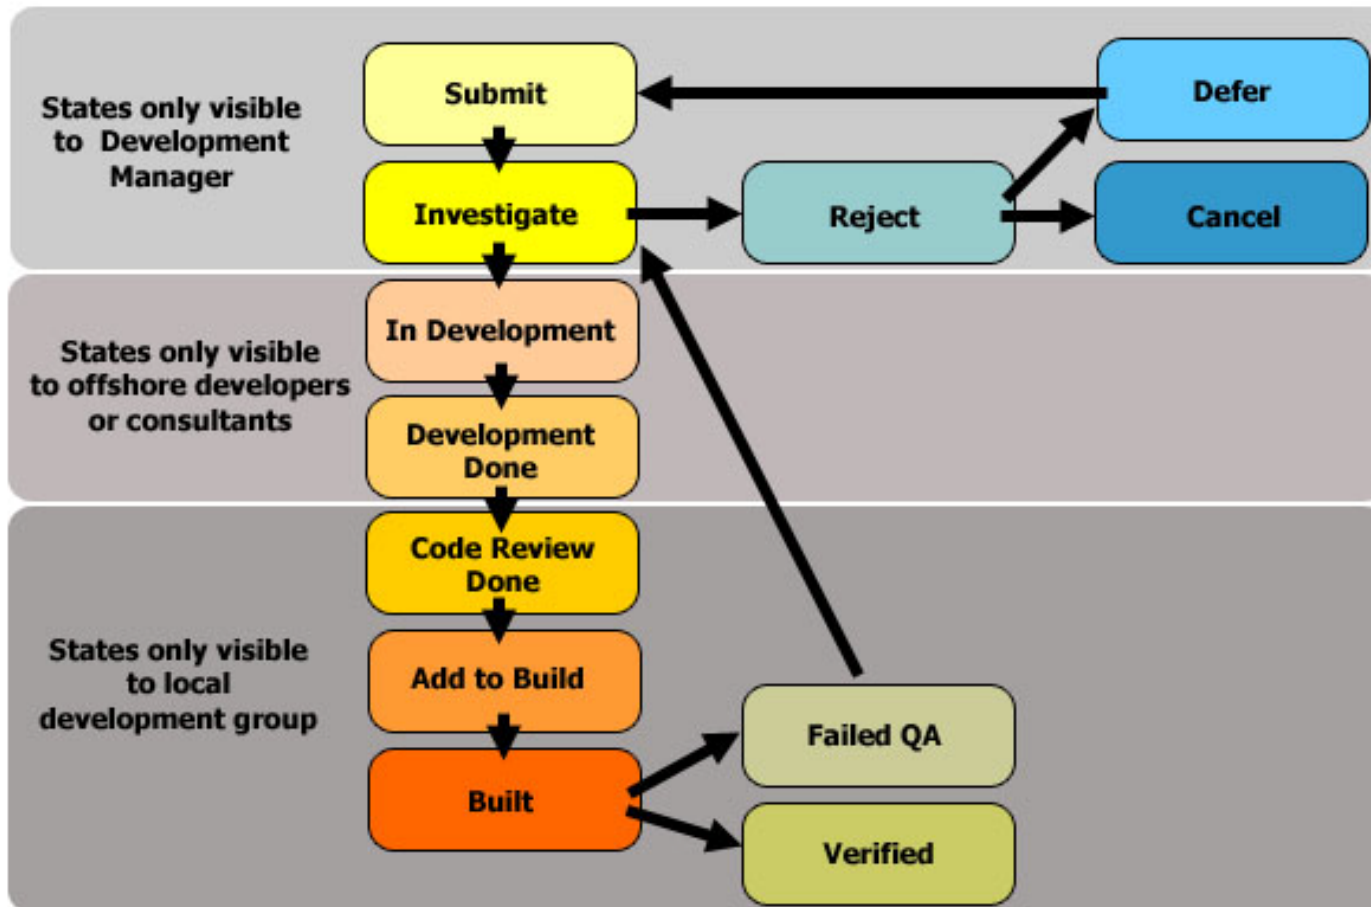 States only visible
to Development
Manager
Submit
Defer
Investigate
Reject
Cancel
States only visible
to offshore developers
or consultants
In Development
Development
Done
States only visible
to local
development group
Code Review
Done
Add to Build
Built
Failed QA
Verified